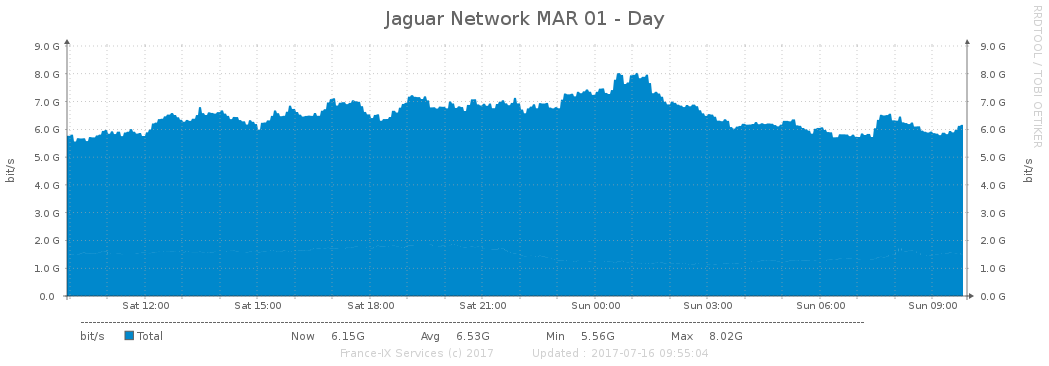 Jaguar Network MAR 01 - Day
RRDTOOL / TOBI OETIKER
bit/s
bit/s
9.0 G 9.0 G
8.0 G 8.0 G
7.0 G 7.0 G
6.0 G 6.0 G
5.0 G 5.0 G
4.0 G 4.0 G
3.0 G 3.0 G
2.0 G 2.0 G
1.0 G 1.0 G
0.0 0.0 G
Sat 12:00 Sat 15:00 Sat 18:00 Sat 21:00 Sun 00:00 Sun 03:00 Sun 06:00 Sun 09:00
bit/s Total Now 6.15G Avg 6.53G Min 5.56G Max 8.02G
France-IX Services (c) 2017 Updated : 2017-07-16 09:55:04